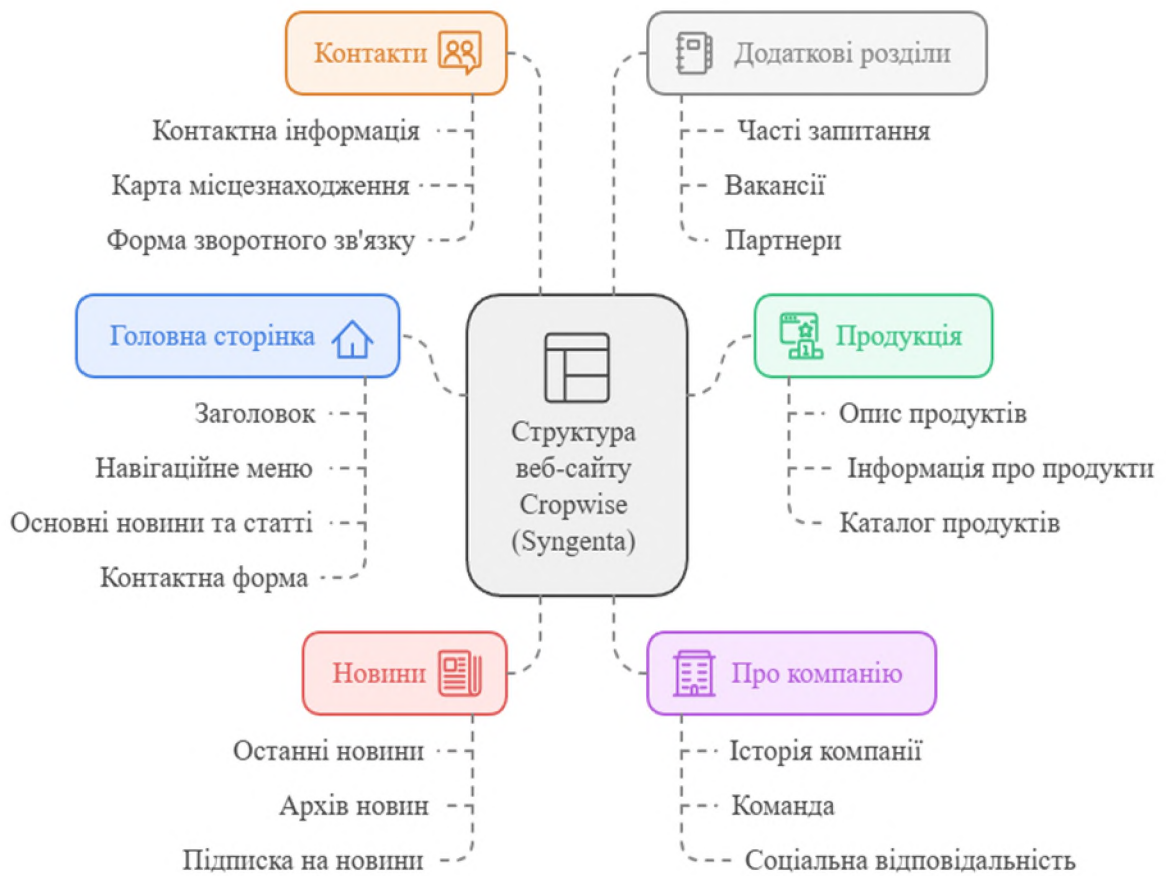 Контакти
Контактна інформація
Карта місцезнаходження
Форма зворотного зв'язку
Додаткові розділи
Часті запитання
Вакансії
Партнери
Головна сторінка
Заголовок
Навігаційне меню
Основні новини та статті
Контактна форма
Структура
веб-сайту
Cropwise
(Syngenta)
1
Продукція
Опис продуктів
Інформація про продукти
Каталог продуктів
Новини
Останні новини
Архів новин
Підписка на новини
Про компанію
Історія компанії
Команда
Соціальна відповідальність